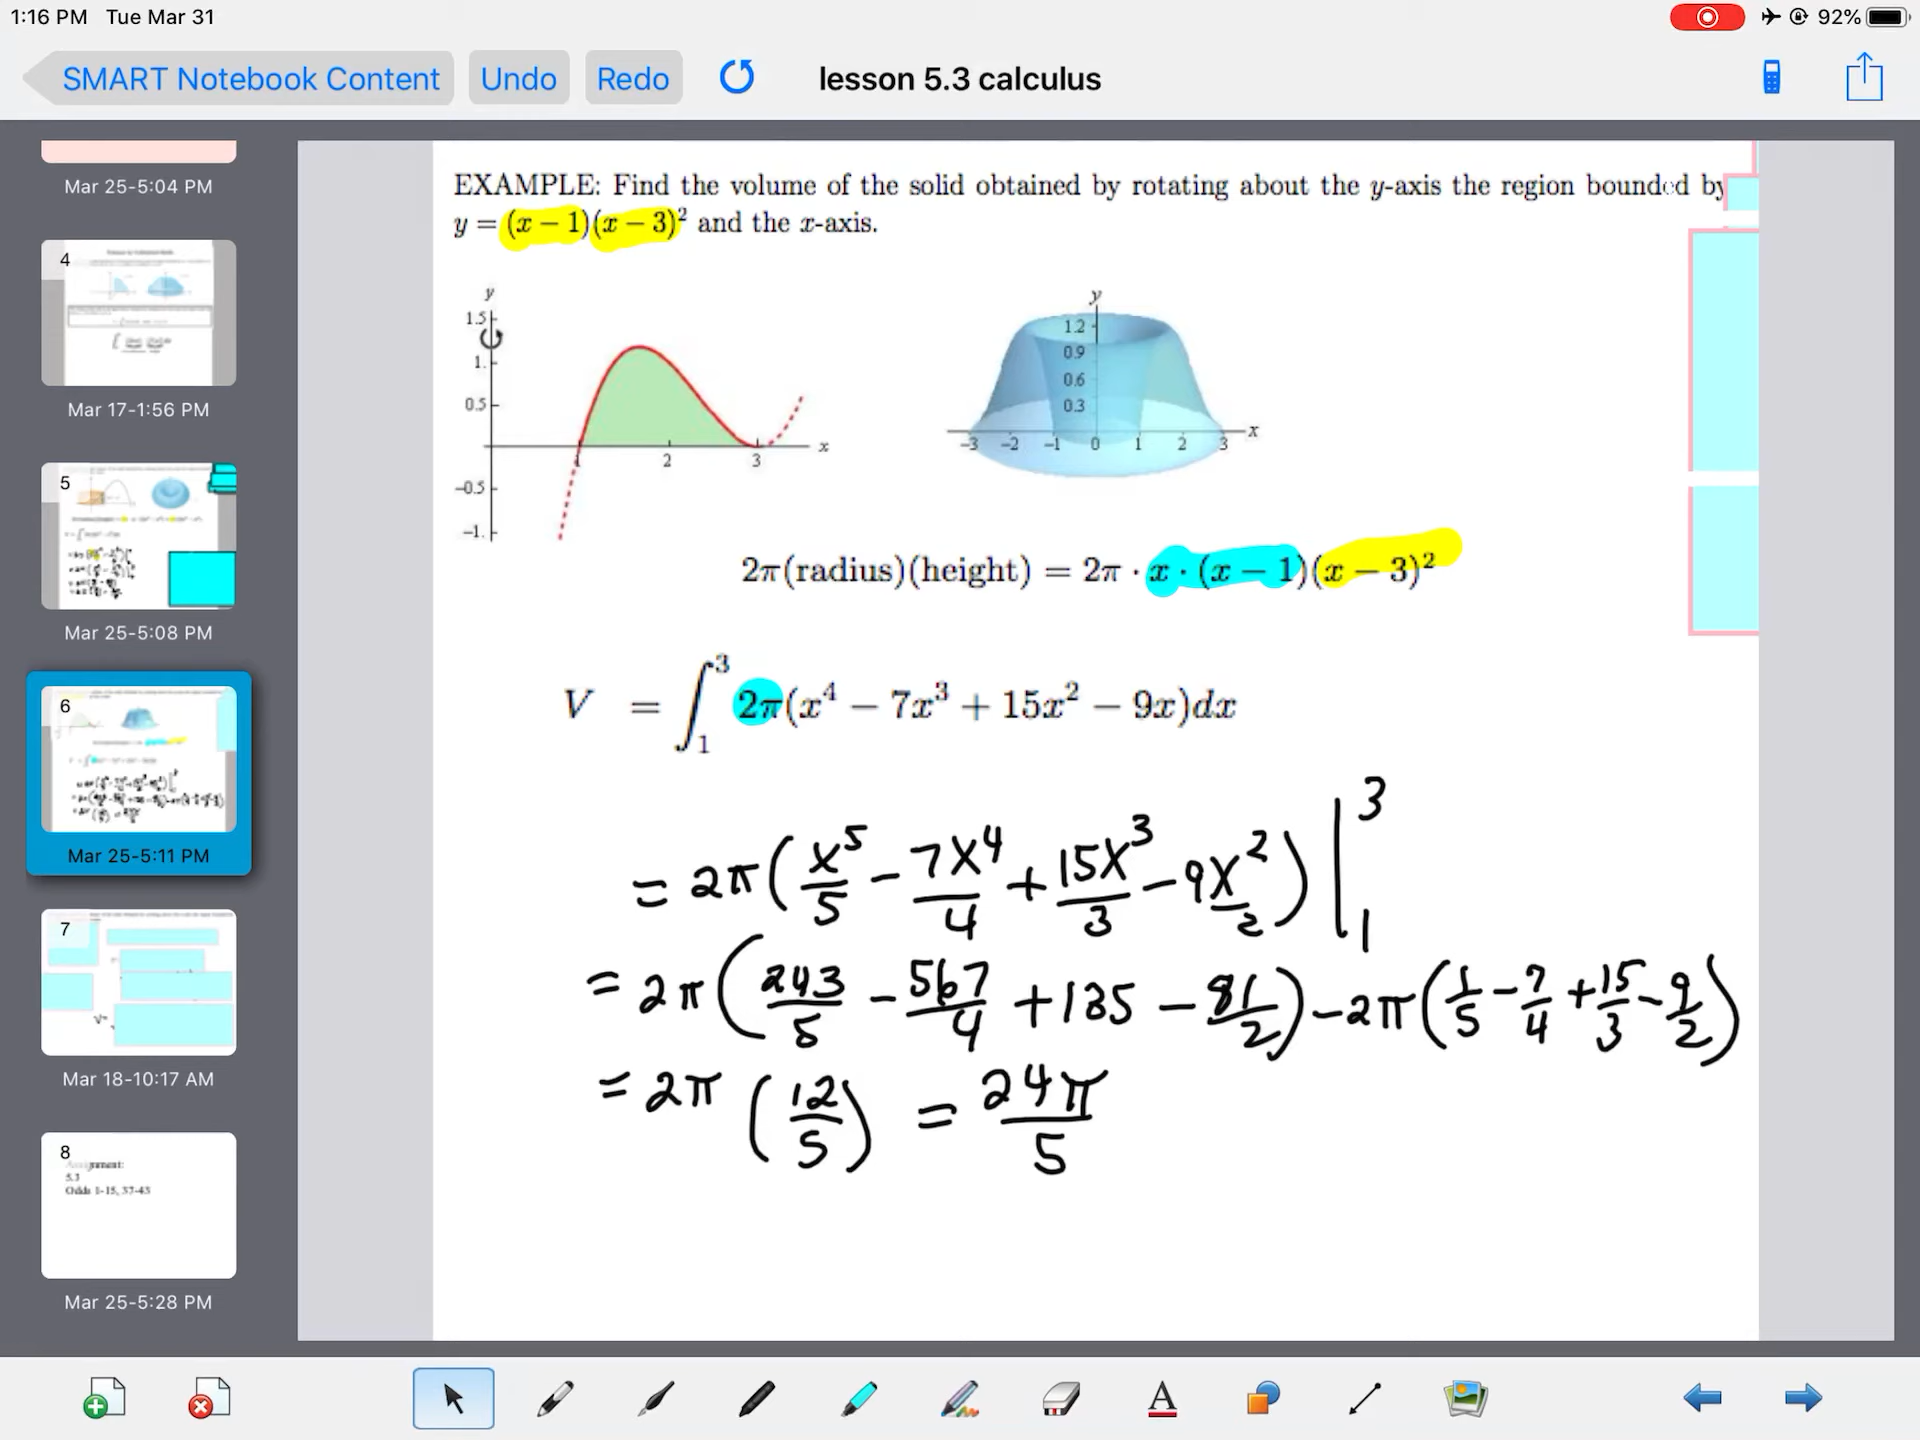 1:16 PM Tue Mar 31
92%
SMART Notebook Content
Undo
Redo
lesson 5.3 calculus
Mar 25-5:04 PM
4
Mar 17-1:56 PM
5
Mar 25-5:08 PM
6
Mar 25-5:11 PM
7
Mar 18-10:17 AM
8
5.3
Odds 1-15, 37-43
Mar 25-5:28 PM
EXAMPLE: Find the volume of the solid obtained by rotating about the y-axis the region bounded by
y = (x − 1)(x − 3)² and the x-axis.
y
1.5
1.
0.5
1 2 3 x
−0.5
−1.
y
1.2
0.9
0.6
0.3
−3 −2 −1 0 1 2 3 x
2π(radius)(height) = 2π · x · (x − 1)(x − 3)²
V = ∫₁³ 2π(x⁴ − 7x³ + 15x² − 9x)dx
= 2π(x⁵/5 − 7x⁴/4 + 15x³/3 − 9x²/2)|₁³
= 2π(243/5 − 567/4 + 135 − 81/2) − 2π(1/5 − 7/4 + 15/3 − 9/2)
= 2π(12/5) = 24π/5
A